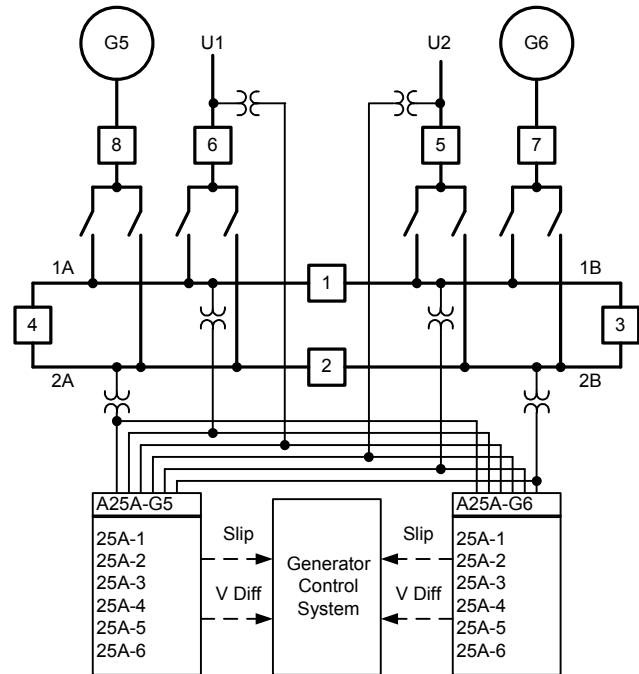 G5
U1
U2
G6
8
6
5
7
1A
1
1B
4
3
2
2A
2B
A25A-G5
A25A-G6
25A-1
25A-2
25A-3
25A-4
25A-5
25A-6
Slip
V Diff
Generator
Control
System
Slip
V Diff
25A-1
25A-2
25A-3
25A-4
25A-5
25A-6